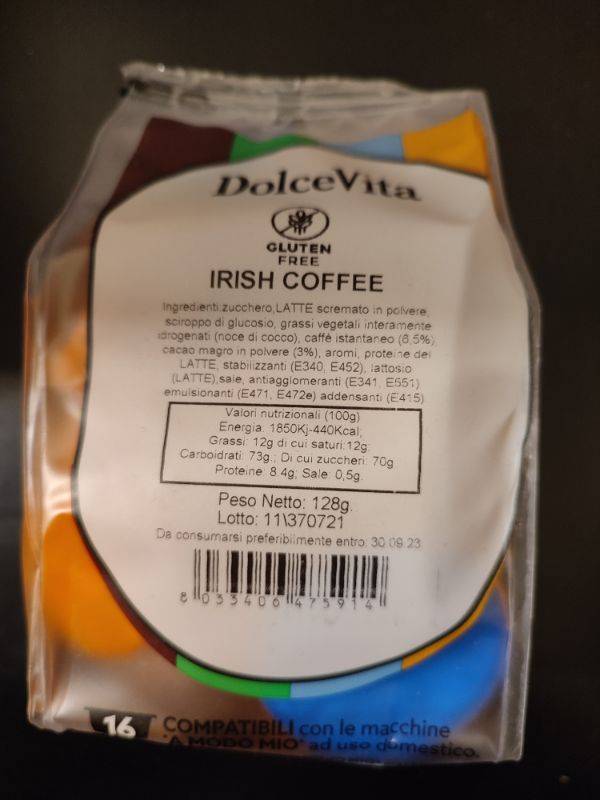 DolceVita
GLUTEN
FREE
IRISH COFFEE
Ingredienti:zucchero,LATTE scremato in polvere,
sciroppo di glucosio, grassi vegetali interamente
idrogenati (noce di cocco), caffè istantaneo (6,5%),
cacao magro in polvere (3%), aromi, proteine del
LATTE, stabilizzanti (E340, E452), lattosio
(LATTE),sale, antiagglomeranti (E341, E551)
emulsionanti (E471, E472e) addensanti (E415)
Valori nutrizionali (100g)
Energia: 1850Kj-440Kcal;
Grassi: 12g di cui saturi:12g;
Carboidrati: 73g.; Di cui zuccheri: 70g
Proteine: 8.4g; Sale: 0,5g.
Peso Netto: 128g.
Lotto: 11\370721
Da consumarsi preferibilmente entro: 30.09.23
8 033406 475914
16 COMPATIBILI con le macchine
"A MODO MIO" ad uso domestico.